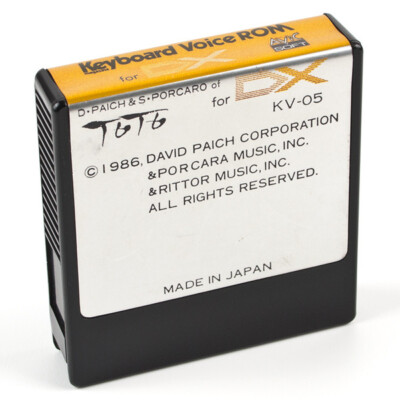 Keyboard Voice ROM
for DX
SOFT
D•PAICH & S•PORCARO of
TOTO for DX
KV-05
©1986, DAVID PAICH CORPORATION
&PORCARA MUSIC, INC.
&RITTOR MUSIC, INC.
ALL RIGHTS RESERVED.
MADE IN JAPAN